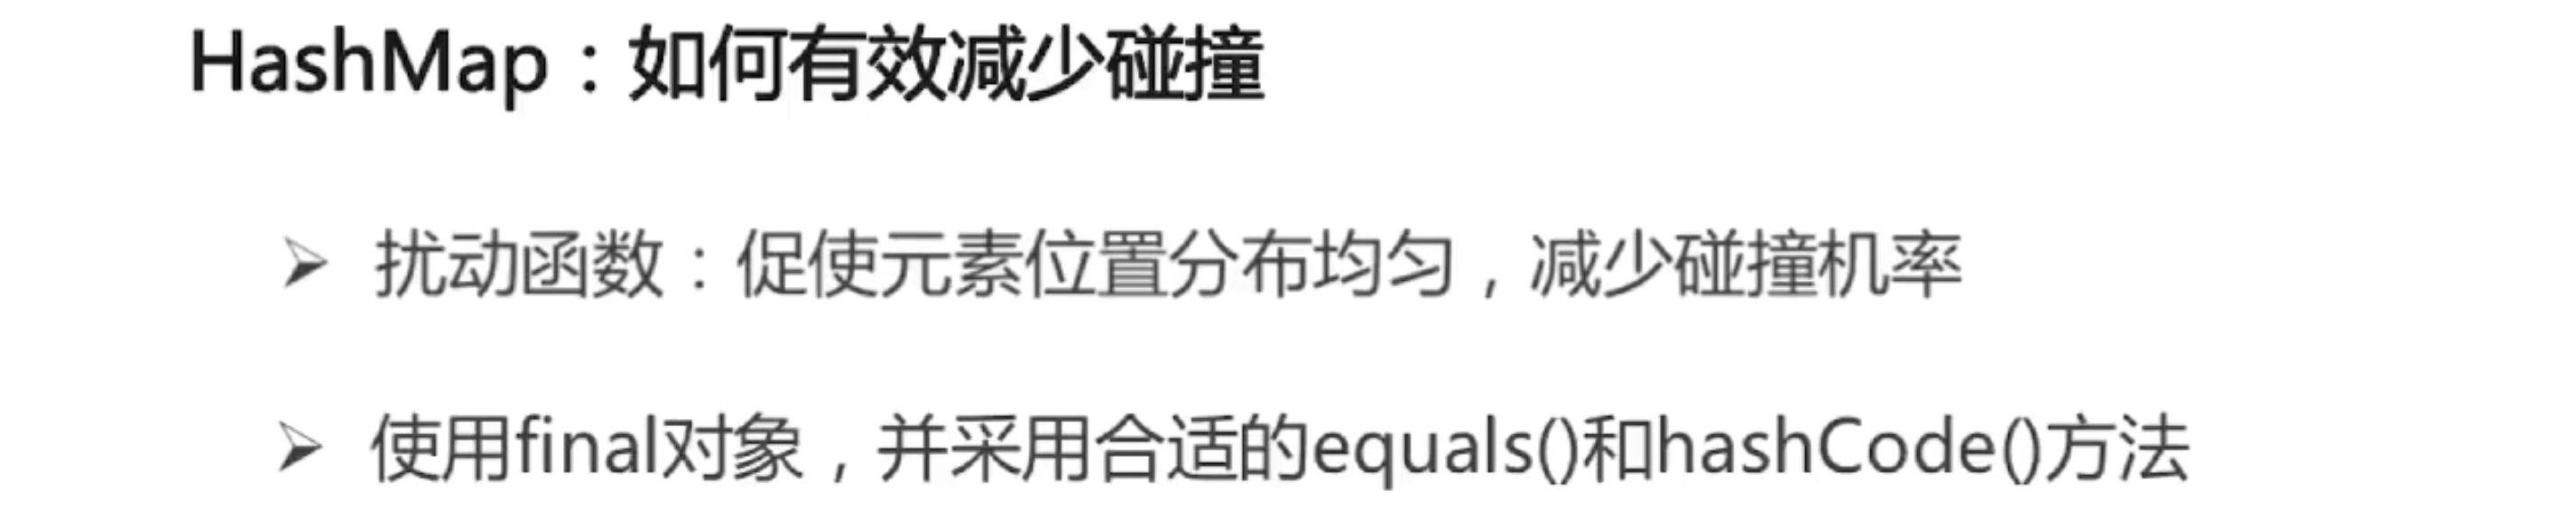 HashMap：如何有效减少碰撞
➢ 扰动函数：促使元素位置分布均匀，减少碰撞机率
➢ 使用final对象，并采用合适的equals()和hashCode()方法